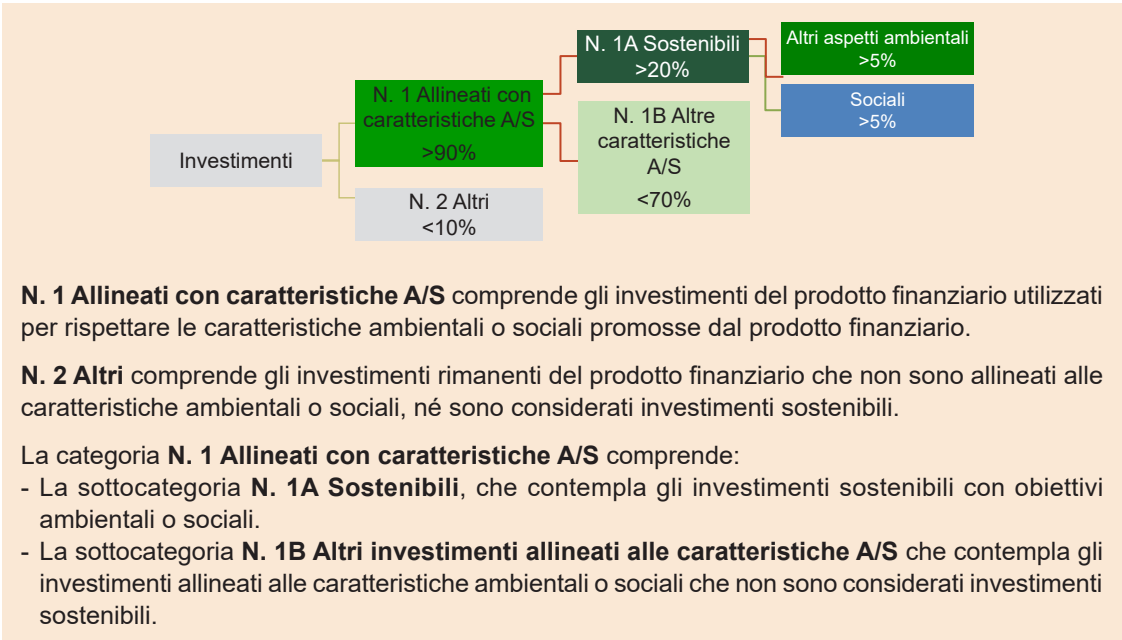 Investimenti
N. 1 Allineati con
caratteristiche A/S
>90%
N. 2 Altri
<10%
N. 1A Sostenibili
>20%
N. 1B Altre
caratteristiche
A/S
<70%
Altri aspetti ambientali
>5%
Sociali
>5%
N. 1 Allineati con caratteristiche A/S comprende gli investimenti del prodotto finanziario utilizzati
per rispettare le caratteristiche ambientali o sociali promosse dal prodotto finanziario.
N. 2 Altri comprende gli investimenti rimanenti del prodotto finanziario che non sono allineati alle
caratteristiche ambientali o sociali, né sono considerati investimenti sostenibili.
La categoria N. 1 Allineati con caratteristiche A/S comprende:
- La sottocategoria N. 1A Sostenibili, che contempla gli investimenti sostenibili con obiettivi
ambientali o sociali.
- La sottocategoria N. 1B Altri investimenti allineati alle caratteristiche A/S che contempla gli
investimenti allineati alle caratteristiche ambientali o sociali che non sono considerati investimenti
sostenibili.